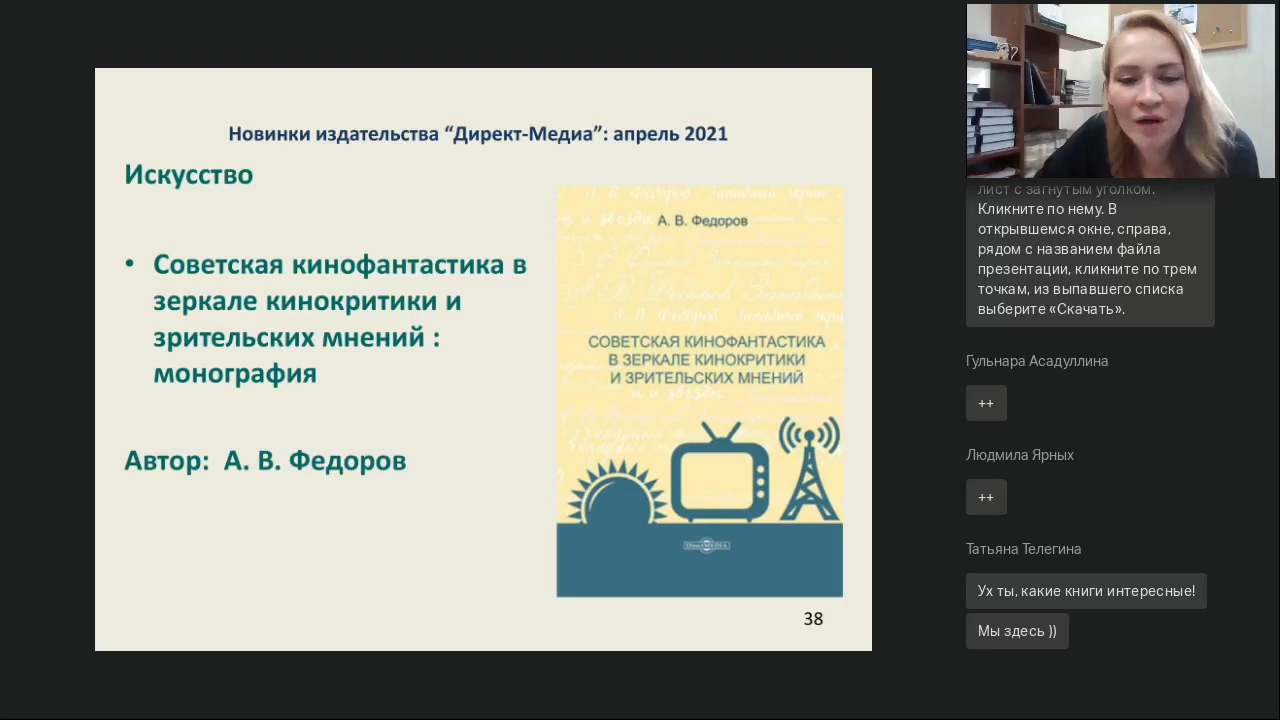 Новинки издательства “Директ-Медиа”: апрель 2021
Искусство
• Советская кинофантастика в
зеркале кинокритики и
зрительских мнений :
монография
Автор: А. В. Федоров
А. В. Федоров
СОВЕТСКАЯ КИНОФАНТАСТИКА
В ЗЕРКАЛЕ КИНОКРИТИКИ
И ЗРИТЕЛЬСКИХ МНЕНИЙ
38
лист с загнутым уголком.
Кликните по нему. В
открывшемся окне, справа,
рядом с названием файла
презентации, кликните по трем
точкам, из выпавшего списка
выберите «Скачать».
Гульнара Асадуллина
++
Людмила Ярных
++
Татьяна Телегина
Ух ты, какие книги интересные!
Мы здесь ))